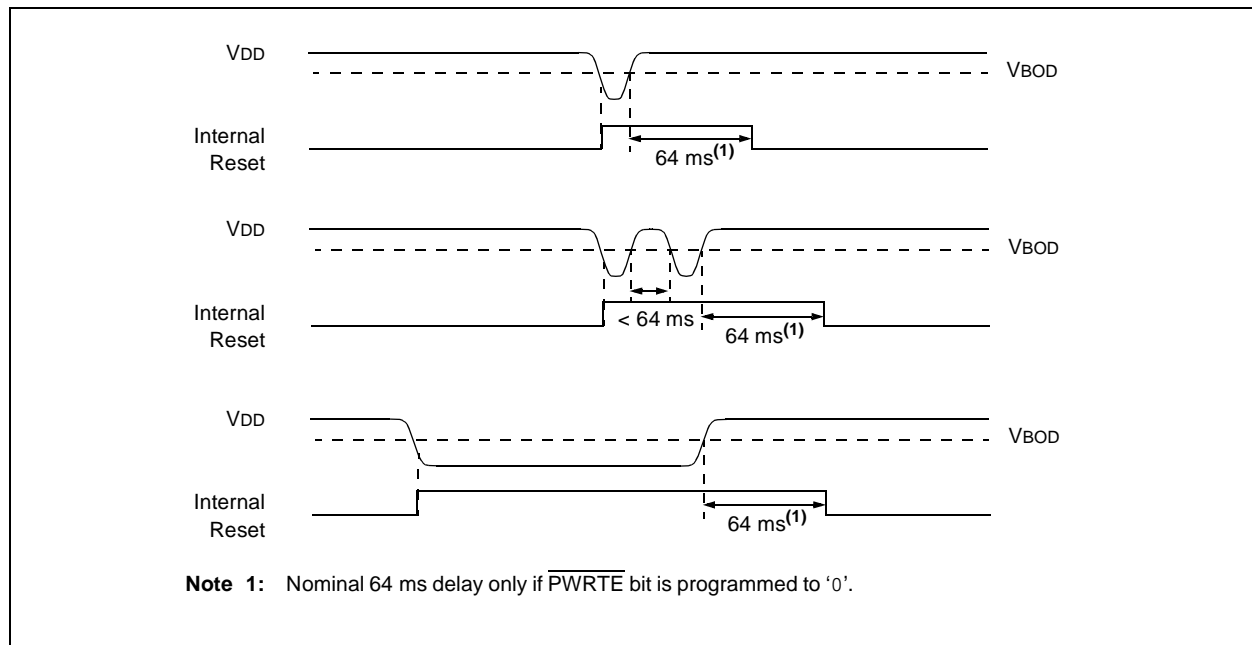 VDD
VBOD
Internal
Reset
64 ms(1)
VDD
VBOD
Internal
Reset
< 64 ms
64 ms(1)
VDD
VBOD
Internal
Reset
64 ms(1)
Note 1: Nominal 64 ms delay only if PWRTE bit is programmed to ‘0’.